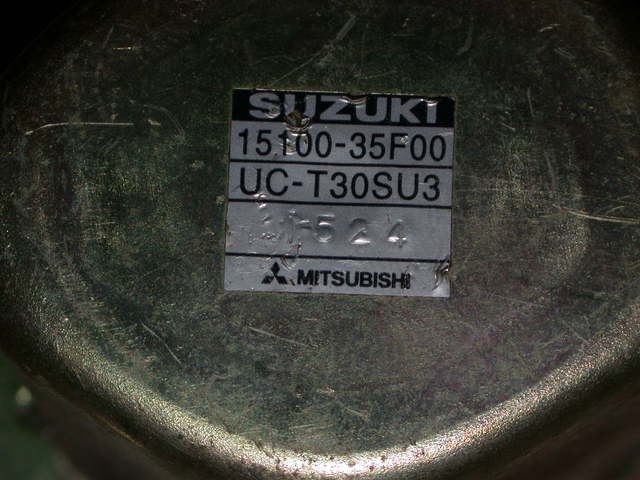 SUZUKI
15100-35F00
UC-T30SU3
524
MITSUBISHI